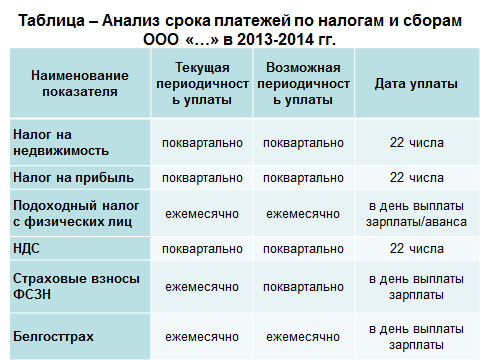 Таблица – Анализ срока платежей по налогам и сборам
ООО «…» в 2013-2014 гг.
Наименование
показателя
Текущая
периодичност
ь уплаты
Возможная
периодичност
ь уплаты
Дата уплаты
Налог на
недвижимость
поквартально
поквартально
22 числа
Налог на прибыль
поквартально
поквартально
22 числа
Подоходный налог
с физических лиц
ежемесячно
ежемесячно
в день выплаты
зарплаты/аванса
НДС
поквартально
поквартально
22 числа
Страховые взносы
ФСЗН
ежемесячно
поквартально
в день выплаты
зарплаты
Белгосттрах
ежемесячно
ежемесячно
в день выплаты
зарплаты